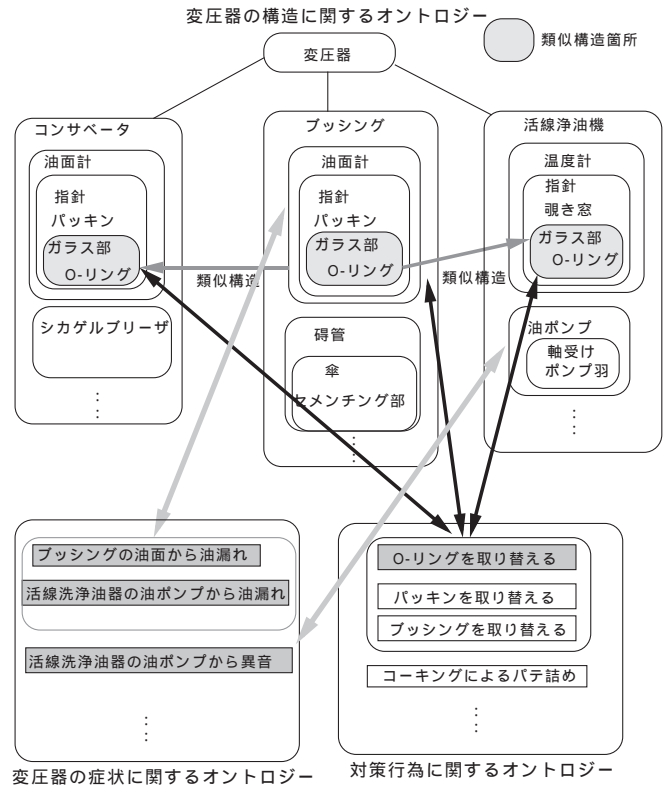 変圧器の構造に関するオントロジー
類似構造箇所
変圧器
コンサベータ
油面計
指針
パッキン
ガラス部
O-リング
シカゲルブリーザ
ブッシング
油面計
指針
パッキン
ガラス部
O-リング
碍管
傘
セメンチング部
活線浄油機
温度計
指針
覗き窓
ガラス部
O-リング
油ポンプ
軸受け
ポンプ羽
類似構造
類似構造
ブッシングの油面から油漏れ
活線洗浄油器の油ポンプから油漏れ
活線洗浄油器の油ポンプから異音
変圧器の症状に関するオントロジー
O-リングを取り替える
パッキンを取り替える
ブッシングを取り替える
コーキングによるパテ詰め
対策行為に関するオントロジー